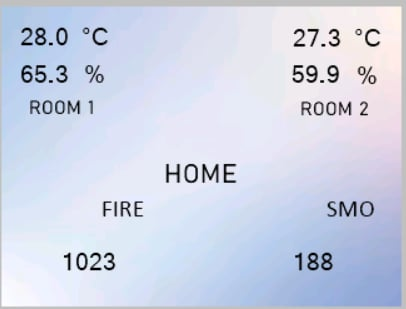 28.0 °C 27.3 °C
65.3 % 59.9 %
ROOM 1 ROOM 2
HOME
FIRE SMO
1023 188